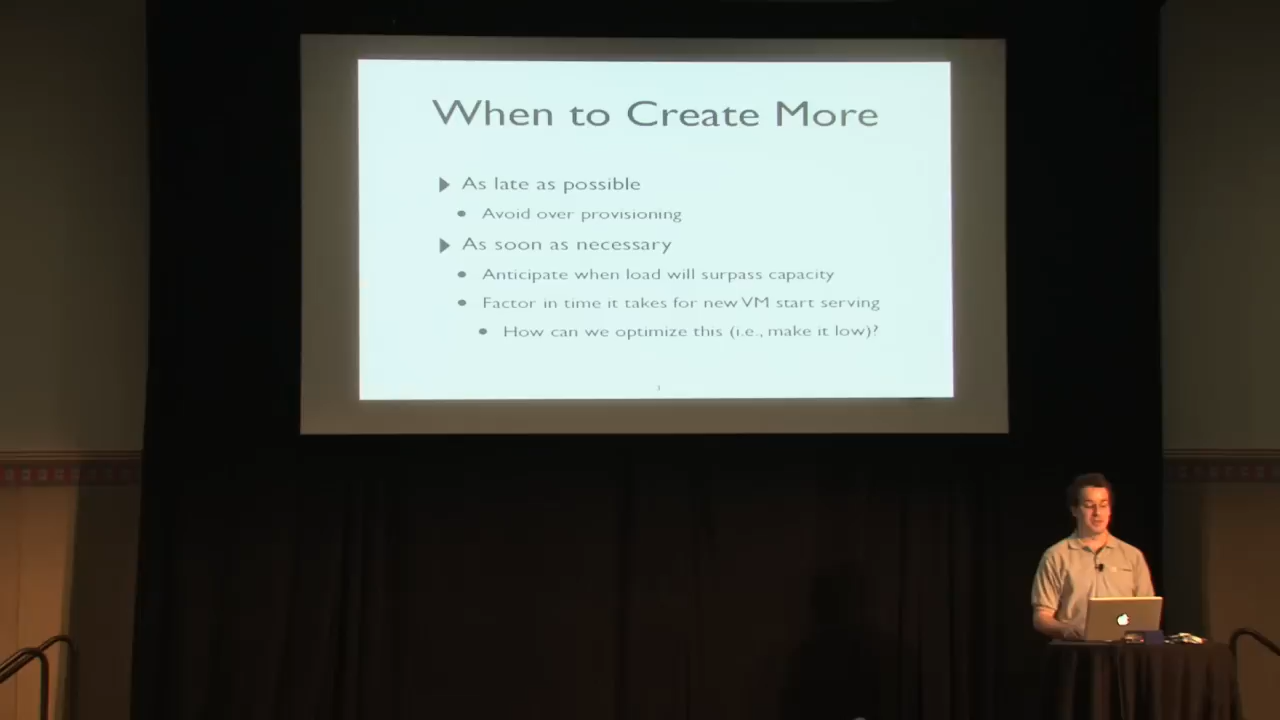 When to Create More
As late as possible
Avoid over provisioning
As soon as necessary
Anticipate when load will surpass capacity
Factor in time it takes for new VM start serving
How can we optimize this (i.e., make it low)?